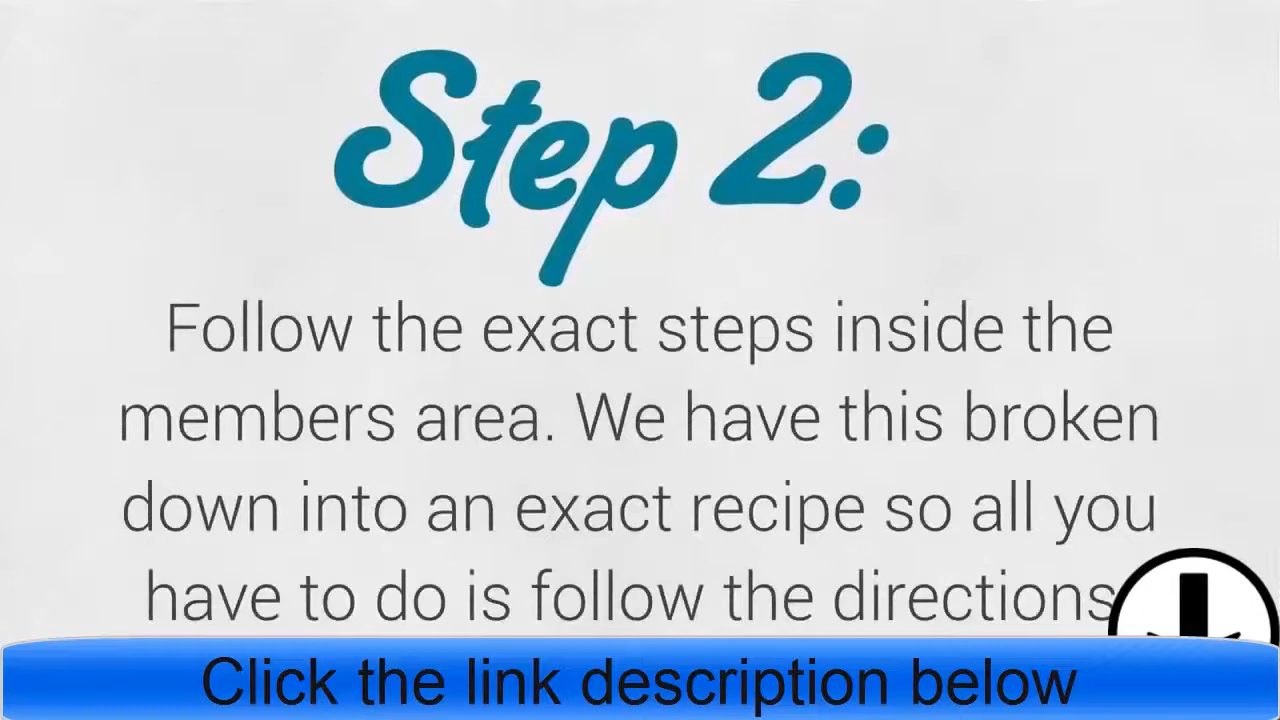 Step 2:
Follow the exact steps inside the
members area. We have this broken
down into an exact recipe so all you
have to do is follow the directions
Click the link description below